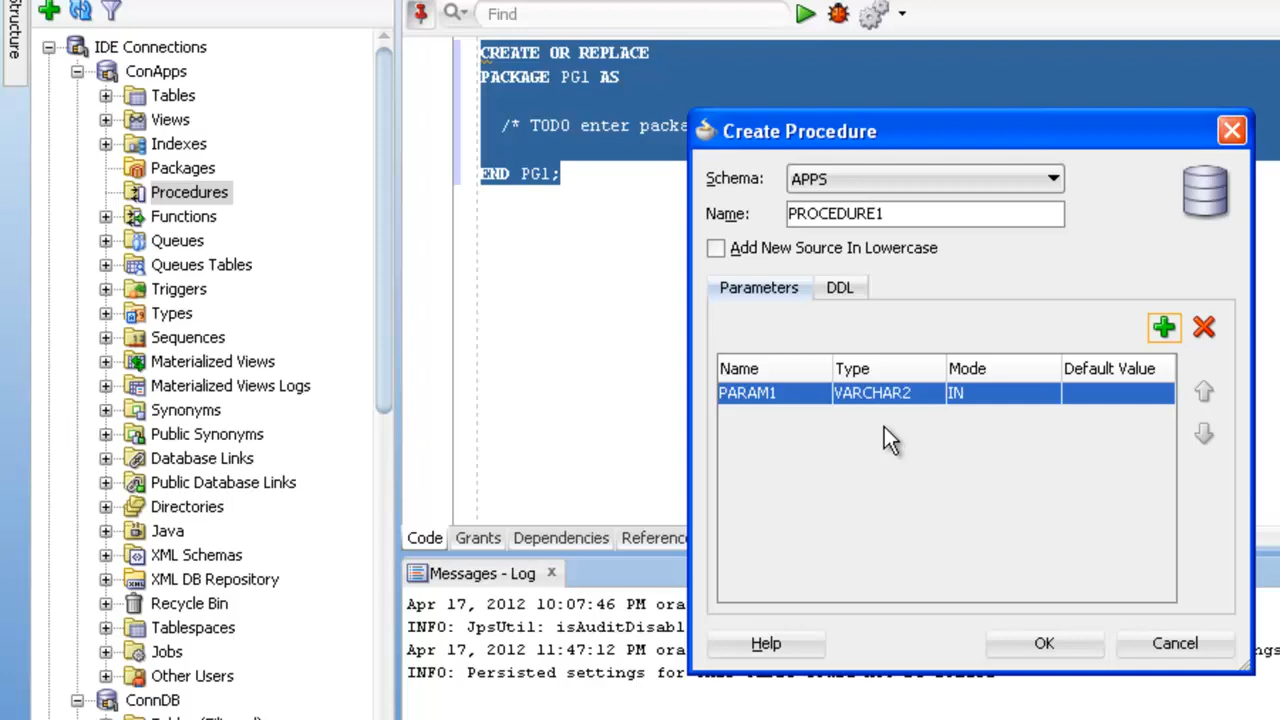 Structure
IDE Connections
ConApps
Tables
Views
Indexes
Packages
Procedures
Functions
Queues
Queues Tables
Triggers
Types
Sequences
Materialized Views
Materialized Views Logs
Synonyms
Public Synonyms
Database Links
Public Database Links
Directories
Java
XML Schemas
XML DB Repository
Recycle Bin
Tablespaces
Jobs
Other Users
ConnDB
Find
CREATE OR REPLACE
PACKAGE PG1 AS
/* TODO enter packa
END PG1;
Code Grants Dependencies Referenc
Messages - Log x
Apr 17, 2012 10:07:46 PM ora
INFO: JpsUtil: isAuditDisabl
Apr 17, 2012 11:47:12 PM ora
INFO: Persisted settings for
Create Procedure
Schema: APPS
Name: PROCEDURE1
Add New Source In Lowercase
Parameters DDL
Name Type Mode Default Value
PARAM1 VARCHAR2 IN
Help OK Cancel